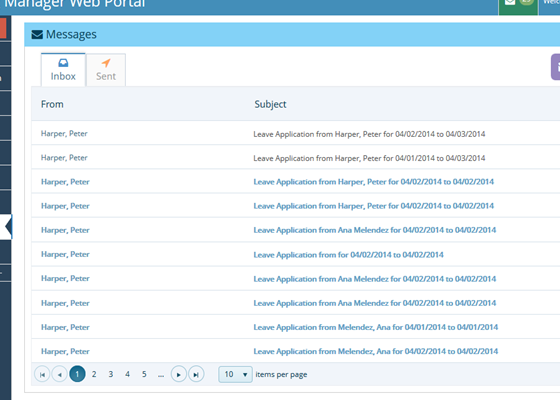 Manager Web Portal
Messages
Inbox
Sent
From Subject
Harper, Peter Leave Application from Harper, Peter for 04/02/2014 to 04/03/2014
Harper, Peter Leave Application from Harper, Peter for 04/01/2014 to 04/03/2014
Harper, Peter Leave Application from Harper, Peter for 04/02/2014 to 04/02/2014
Harper, Peter Leave Application from Harper, Peter for 04/02/2014 to 04/02/2014
Harper, Peter Leave Application from Ana Melendez for 04/02/2014 to 04/02/2014
Harper, Peter Leave Application from for 04/02/2014 to 04/02/2014
Harper, Peter Leave Application from Ana Melendez for 04/02/2014 to 04/02/2014
Harper, Peter Leave Application from Ana Melendez for 04/02/2014 to 04/02/2014
Harper, Peter Leave Application from Melendez, Ana for 04/01/2014 to 04/01/2014
Harper, Peter Leave Application from Melendez, Ana for 04/02/2014 to 04/02/2014
1 2 3 4 5 ... 10 items per page